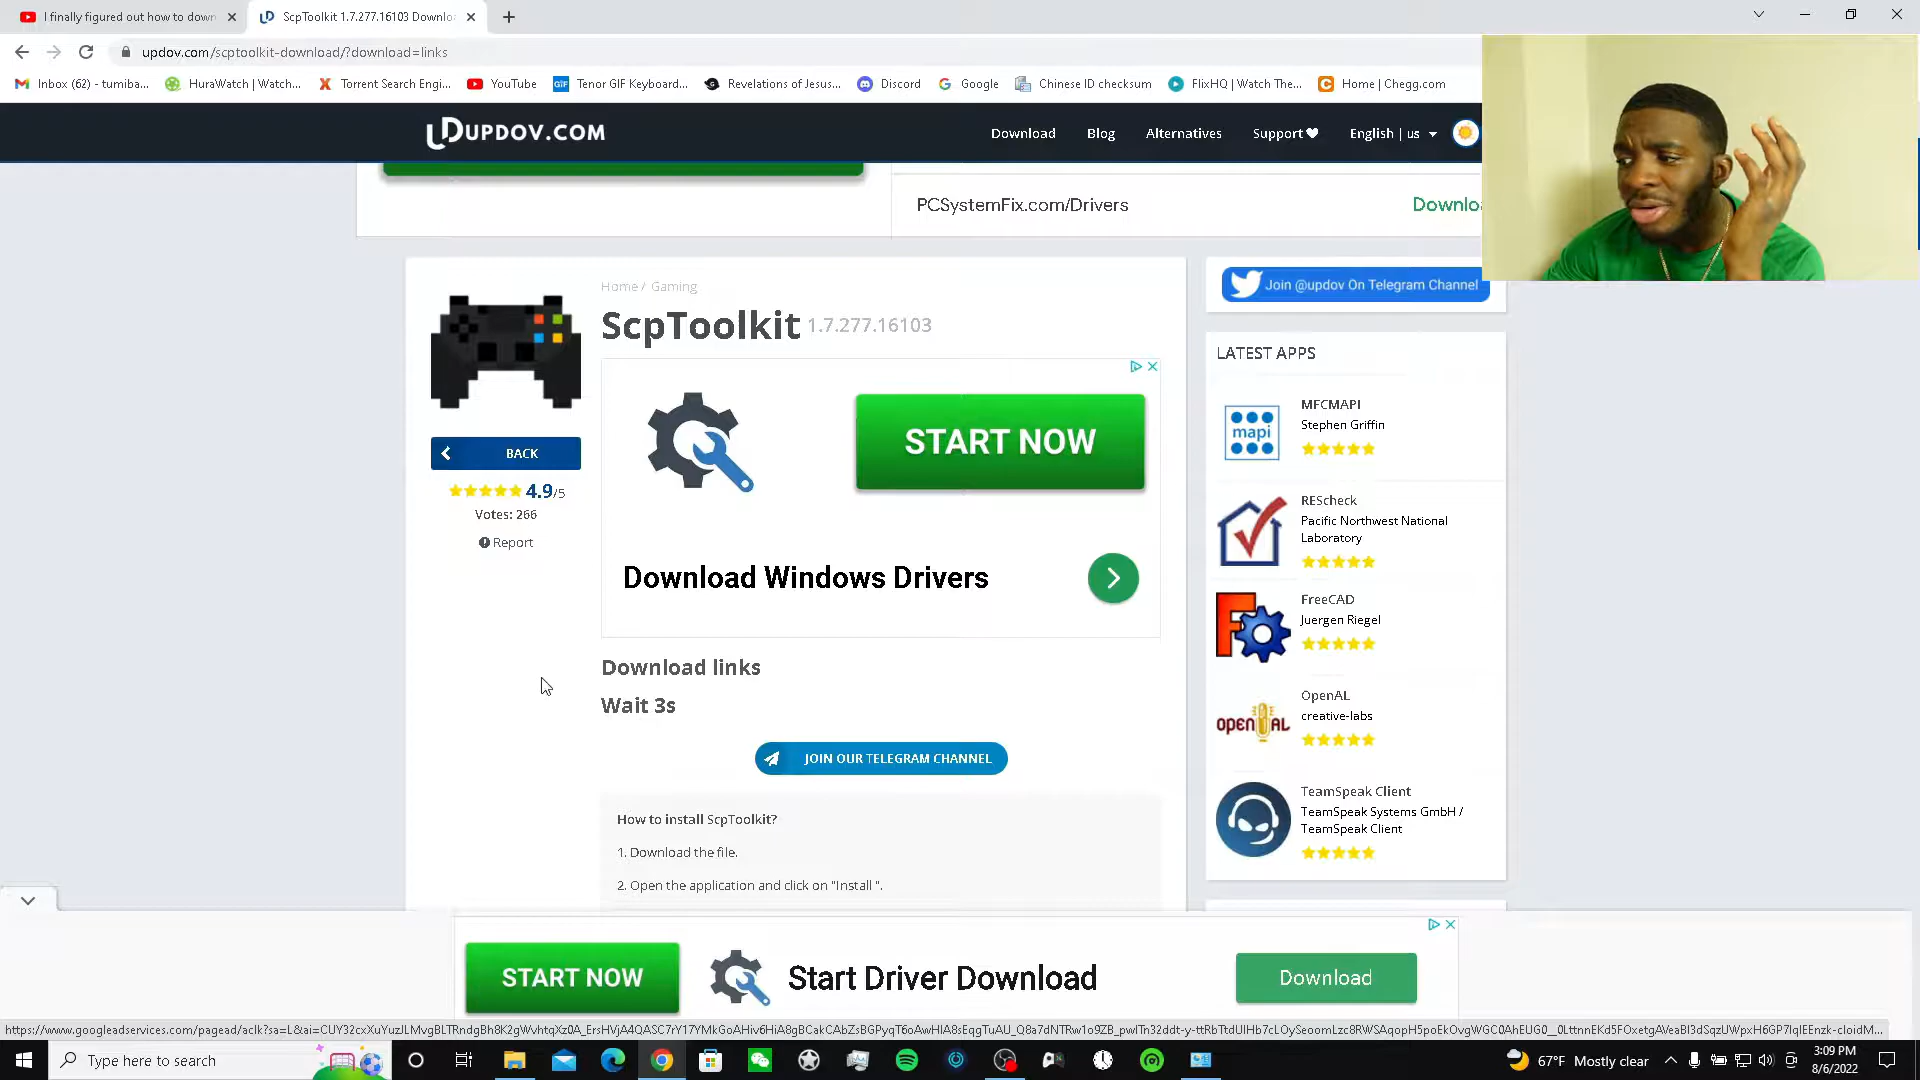 I finally figured out how to down
ScpToolkit 1.7.277.16103 Downlo
updov.com/scptoolkit-download/?download=links
Inbox (62) - tumiba...
HuraWatch | Watch...
Torrent Search Engi...
YouTube
GIF
Tenor GIF Keyboard...
Revelations of Jesus...
Discord
Google
Chinese ID checksum
FlixHQ | Watch The...
Home | Chegg.com
UPDOV.COM
Download
Blog
Alternatives
Support
English | us
PCSystemFix.com/Drivers
Downlo
Home / Gaming
ScpToolkit 1.7.277.16103
BACK
4.9/5
Votes: 266
Report
START NOW
Download Windows Drivers
Download links
Wait 3s
JOIN OUR TELEGRAM CHANNEL
How to install ScpToolkit?
1. Download the file.
2. Open the application and click on "Install ".
Join @updov On Telegram Channel
LATEST APPS
mapi
MFCMAPI
Stephen Griffin
REScheck
Pacific Northwest National
Laboratory
FreeCAD
Juergen Riegel
OpenAL
OpenAL
creative-labs
TeamSpeak Client
TeamSpeak Systems GmbH /
TeamSpeak Client
START NOW
Start Driver Download
Download
Type here to search
67°F Mostly clear
3:09 PM
8/6/2022